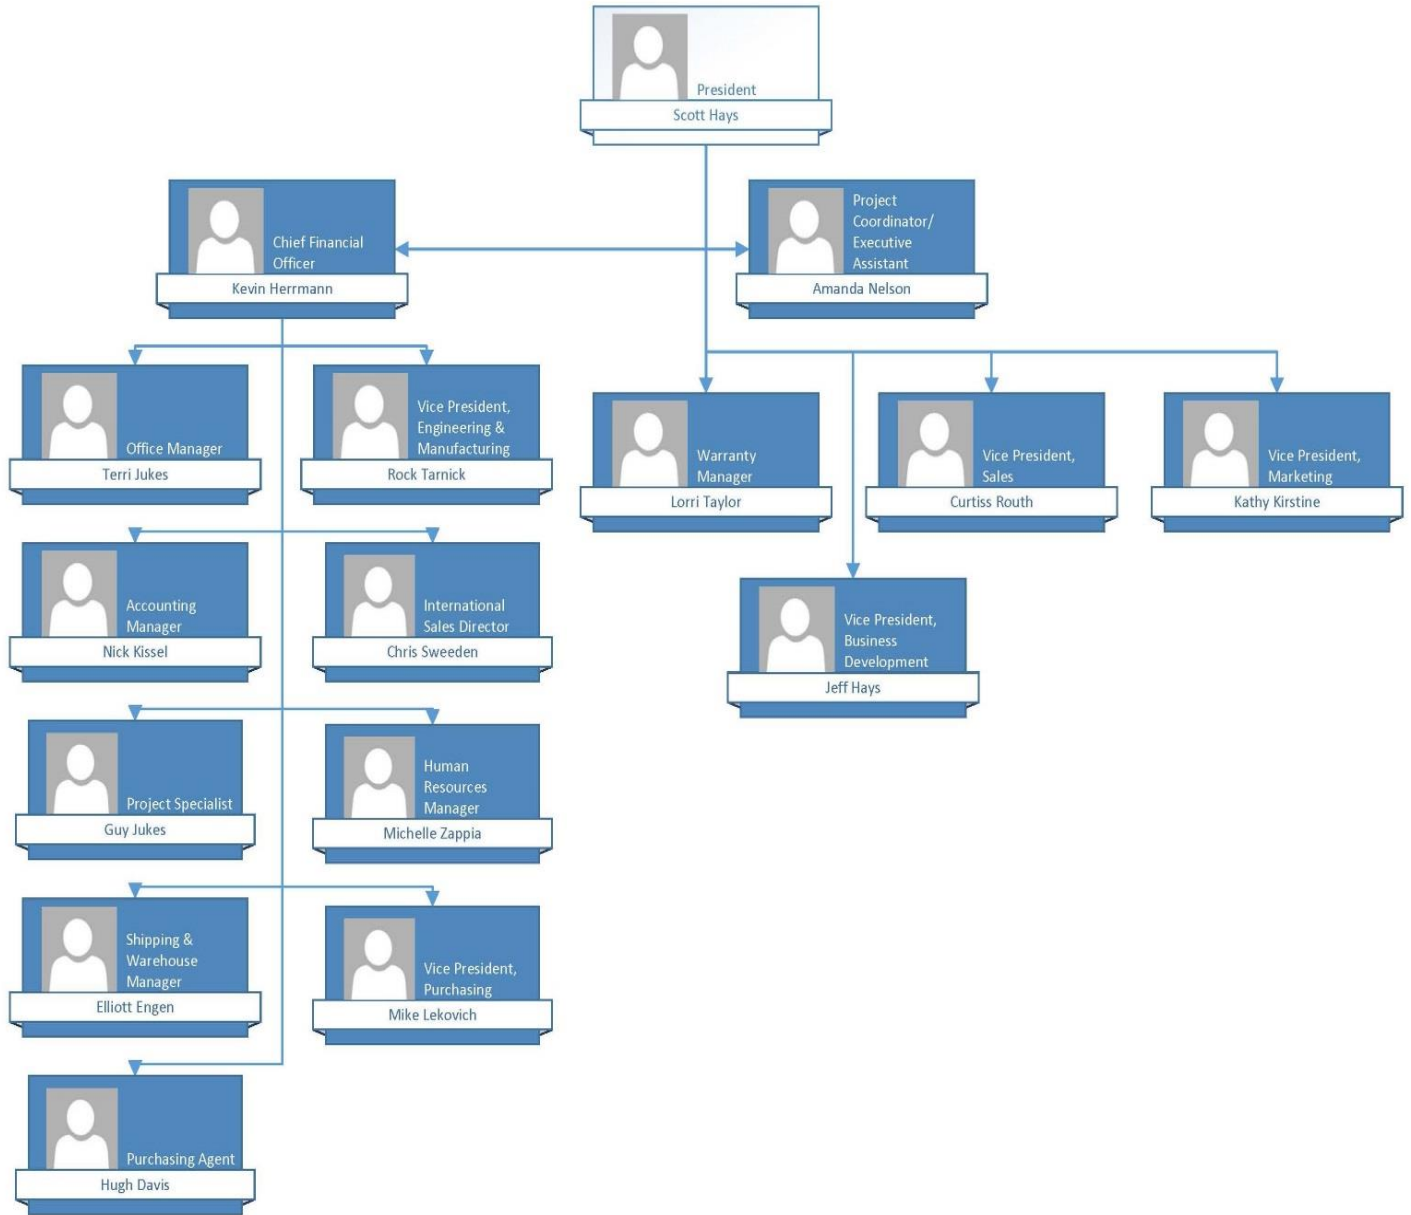 President
Scott Hays
Chief Financial
Officer
Kevin Herrmann
Project
Coordinator/
Executive
Assistant
Amanda Nelson
Office Manager
Terri Jukes
Vice President,
Engineering &
Manufacturing
Rock Tarnick
Warranty
Manager
Lorri Taylor
Vice President,
Sales
Curtiss Routh
Vice President,
Marketing
Kathy Kirstine
Accounting
Manager
Nick Kissel
International
Sales Director
Chris Sweeden
Vice President,
Business
Development
Jeff Hays
Project Specialist
Guy Jukes
Human
Resources
Manager
Michelle Zappia
Shipping &
Warehouse
Manager
Elliott Engen
Vice President,
Purchasing
Mike Lekovich
Purchasing Agent
Hugh Davis